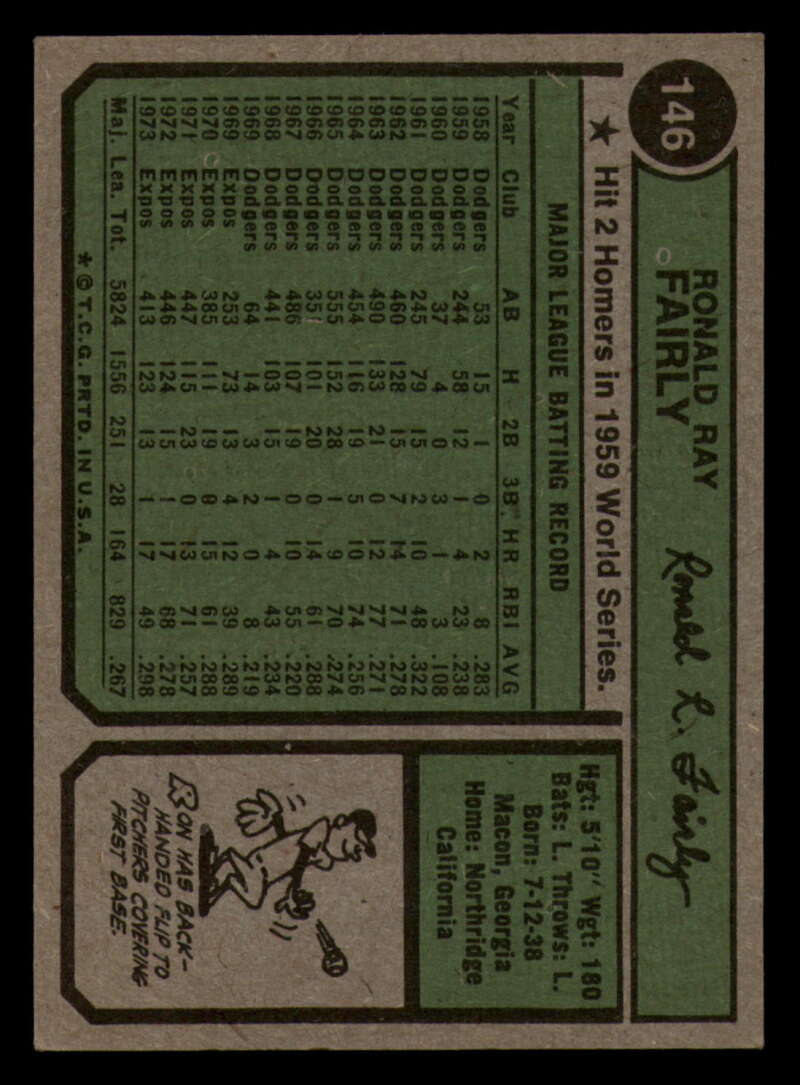 146
RONALD RAY
FAIRLY
Ronald R. Fairly
★ Hit 2 Homers in 1959 World Series.
MAJOR LEAGUE BATTING RECORD
Year Club AB H 2B 3B HR RBI AVG
1958 Dodgers 53 15 1 0 2 8 .283
1959 Dodgers 244 58 12 1 4 23 .238
1960 Dodgers 37 4 0 3 1 3 .108
1961 Dodgers 245 79 15 2 10 48 .322
1962 Dodgers 460 128 15 7 14 71 .278
1963 Dodgers 490 133 21 0 12 77 .271
1964 Dodgers 454 116 19 5 10 74 .256
1965 Dodgers 555 152 28 1 9 70 .274
1966 Dodgers 351 101 20 0 14 61 .288
1967 Dodgers 486 107 19 0 10 55 .220
1968 Dodgers 441 103 15 1 4 43 .234
1969 Dodgers 64 14 3 2 0 8 .219
1969 Expos 253 73 13 4 12 39 .289
1970 Expos 385 111 19 0 15 61 .288
1971 Expos 447 115 23 0 13 71 .257
1972 Expos 446 124 15 1 17 68 .278
1973 Expos 413 123 13 1 17 49 .298
Maj. Lea. Tot. 5824 1556 251 28 164 829 .267
* © T.C.G. PRTD. IN U.S.A.
Hgt: 5'10" Wgt: 180
Bats: L. Throws: L.
Born: 7-12-38
Macon, Georgia
Home: Northridge
California
RON HAS BACK-
HANDED FLIP TO
PITCHERS COVERING
FIRST BASE.